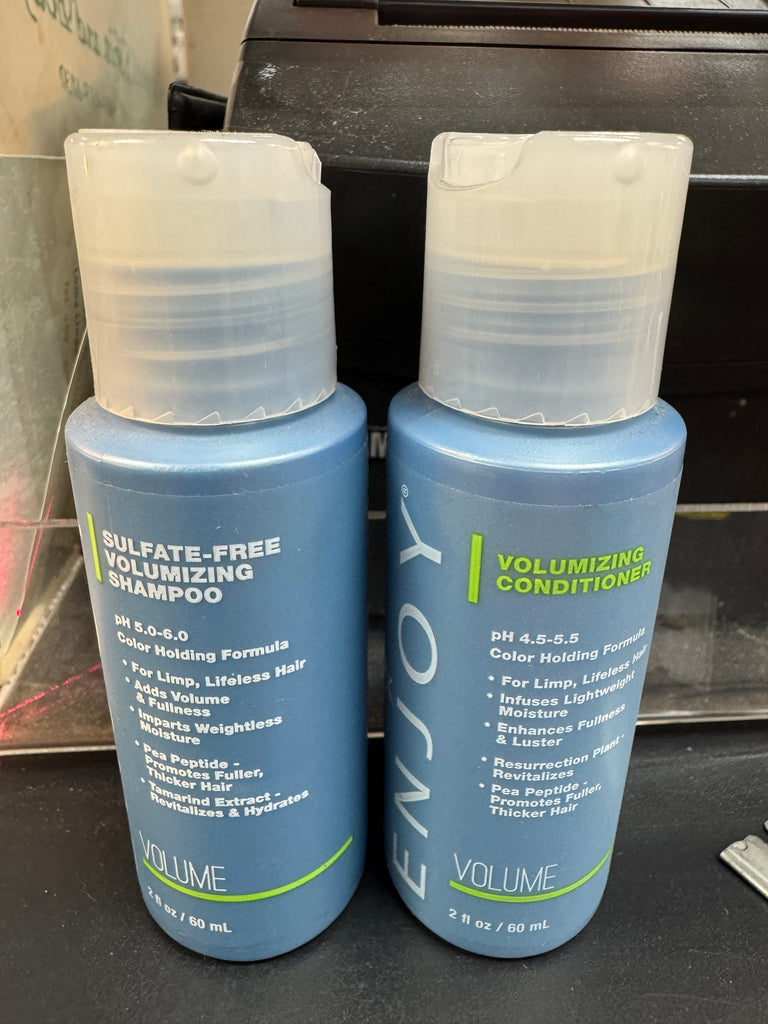 SULFATE-FREE
VOLUMIZING
SHAMPOO
pH 5.0-6.0
Color Holding Formula
• For Limp, Lifeless Hair
• Adds Volume
& Fullness
• Imparts Weightless
Moisture
• Pea Peptide -
Promotes Fuller,
Thicker Hair
• Tamarind Extract -
Revitalizes & Hydrates
VOLUME
2 fl oz / 60 mL
ENJOY®
VOLUMIZING
CONDITIONER
pH 4.5-5.5
Color Holding Formula
• For Limp, Lifeless Hair
• Infuses Lightweight
Moisture
• Enhances Fullness
& Luster
• Resurrection Plant -
Revitalizes
• Pea Peptide -
Promotes Fuller,
Thicker Hair
VOLUME
2 fl oz / 60 mL